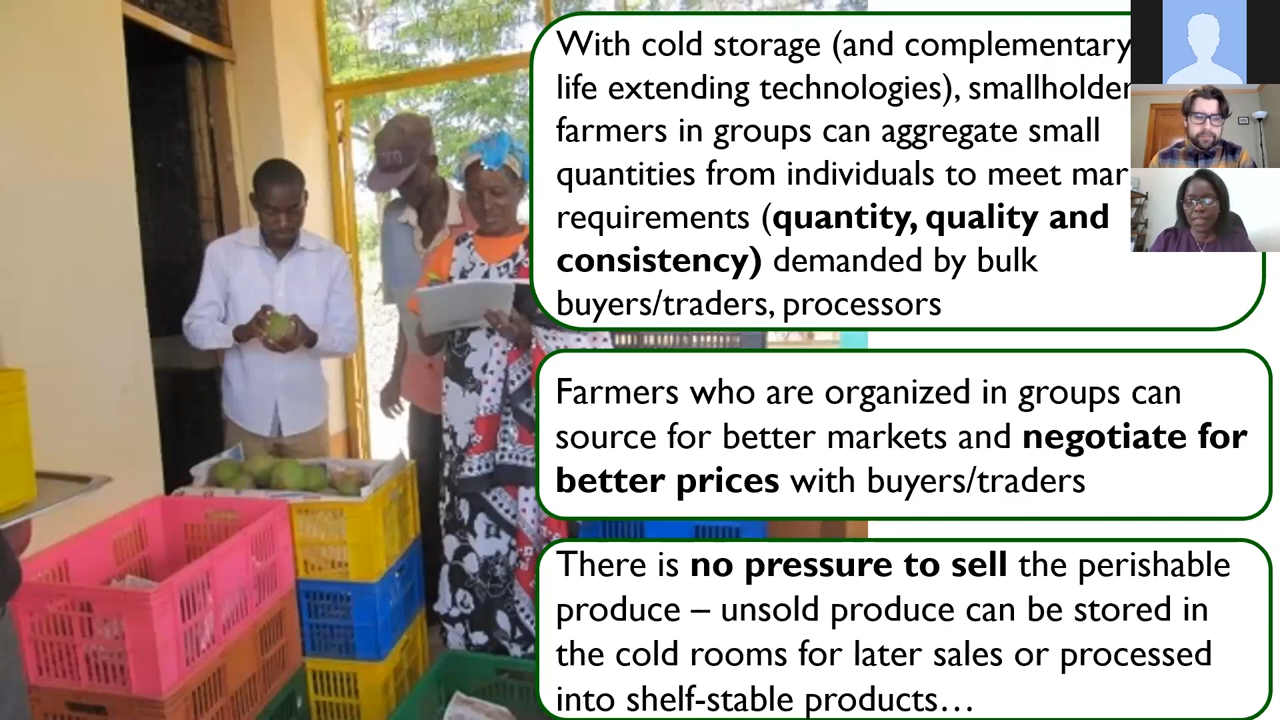 With cold storage (and complementary
life extending technologies), smallholder
farmers in groups can aggregate small
quantities from individuals to meet mar
requirements (quantity, quality and
consistency) demanded by bulk
buyers/traders, processors
Farmers who are organized in groups can
source for better markets and negotiate for
better prices with buyers/traders
There is no pressure to sell the perishable
produce – unsold produce can be stored in
the cold rooms for later sales or processed
into shelf-stable products…